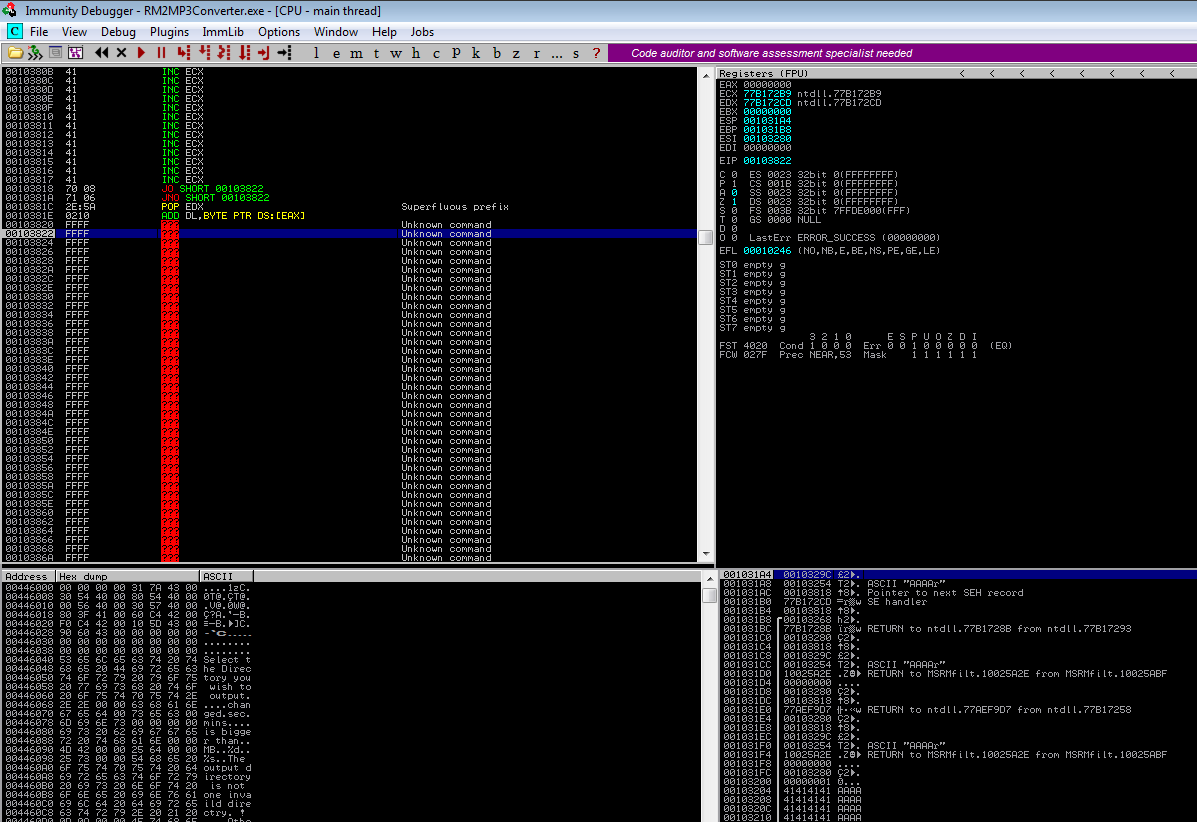 Immunity Debugger - RM2MP3Converter.exe - [CPU - main thread]
C File View Debug Plugins ImmLib Options Window Help Jobs
l e m t w h c p k b z r ... s ? Code auditor and software assessment specialist needed
0010380B 41 INC ECX
0010380C 41 INC ECX
0010380D 41 INC ECX
0010380E 41 INC ECX
0010380F 41 INC ECX
00103810 41 INC ECX
00103811 41 INC ECX
00103812 41 INC ECX
00103813 41 INC ECX
00103814 41 INC ECX
00103815 41 INC ECX
00103816 41 INC ECX
00103817 41 INC ECX
00103818 70 08 JO SHORT 00103822
0010381A 71 06 JNO SHORT 00103822
0010381C 2E:5A POP EDX Superfluous prefix
0010381E 0210 ADD DL,BYTE PTR DS:[EAX]
00103820 FFFF ??? Unknown command
00103822 FFFF ??? Unknown command
00103824 FFFF ??? Unknown command
00103826 FFFF ??? Unknown command
00103828 FFFF ??? Unknown command
0010382A FFFF ??? Unknown command
0010382C FFFF ??? Unknown command
0010382E FFFF ??? Unknown command
00103830 FFFF ??? Unknown command
00103832 FFFF ??? Unknown command
00103834 FFFF ??? Unknown command
00103836 FFFF ??? Unknown command
00103838 FFFF ??? Unknown command
0010383A FFFF ??? Unknown command
0010383C FFFF ??? Unknown command
0010383E FFFF ??? Unknown command
00103840 FFFF ??? Unknown command
00103842 FFFF ??? Unknown command
00103844 FFFF ??? Unknown command
00103846 FFFF ??? Unknown command
00103848 FFFF ??? Unknown command
0010384A FFFF ??? Unknown command
0010384C FFFF ??? Unknown command
0010384E FFFF ??? Unknown command
00103850 FFFF ??? Unknown command
00103852 FFFF ??? Unknown command
00103854 FFFF ??? Unknown command
00103856 FFFF ??? Unknown command
00103858 FFFF ??? Unknown command
0010385A FFFF ??? Unknown command
0010385C FFFF ??? Unknown command
0010385E FFFF ??? Unknown command
00103860 FFFF ??? Unknown command
00103862 FFFF ??? Unknown command
00103864 FFFF ??? Unknown command
00103866 FFFF ??? Unknown command
00103868 FFFF ??? Unknown command
0010386A FFFF ??? Unknown command
Registers (FPU) < < < < < < < <
EAX 00000000
ECX 77B172B9 ntdll.77B172B9
EDX 77B172CD ntdll.77B172CD
EBX 00000000
ESP 001031A4
EBP 001031B8
ESI 00103280
EDI 00000000
EIP 00103822
C 0 ES 0023 32bit 0(FFFFFFFF)
P 1 CS 001B 32bit 0(FFFFFFFF)
A 0 SS 0023 32bit 0(FFFFFFFF)
Z 1 DS 0023 32bit 0(FFFFFFFF)
S 0 FS 003B 32bit 7FFDE000(FFF)
T 0 GS 0000 NULL
D 0
O 0 LastErr ERROR_SUCCESS (00000000)
EFL 00010246 (NO,NB,E,BE,NS,PE,GE,LE)
ST0 empty g
ST1 empty g
ST2 empty g
ST3 empty g
ST4 empty g
ST5 empty g
ST6 empty g
ST7 empty g
3 2 1 0 E S P U O Z D I
FST 4020 Cond 1 0 0 0 Err 0 0 1 0 0 0 0 0 (EQ)
FCW 027F Prec NEAR,53 Mask 1 1 1 1 1 1
Address Hex dump ASCII
00446000 00 00 00 00 31 7A 43 00 ....1zC.
00446008 30 54 40 00 80 54 40 00 0T@.ÇT@.
00446010 00 56 40 00 30 57 40 00 .V@.0W@.
00446018 80 3F 41 00 60 C4 42 00 Ç?A.`─B.
00446020 F0 C4 42 00 10 5D 43 00 ≡─B.►]C.
00446028 90 60 43 00 00 00 00 00
00446030 00 00 00 00 00 00 00 00 ........
00446038 00 00 00 00 00 00 00 00 ........
00446040 53 65 6C 65 63 74 20 74 Select t
00446048 68 65 20 44 69 72 65 63 he Direc
00446050 74 6F 72 79 20 79 6F 75 tory you
00446058 20 77 69 73 68 20 74 6F wish to
00446060 20 6F 75 74 70 75 74 2E output.
00446068 2E 2E 00 00 63 68 61 6E ....chan
00446070 67 65 64 00 73 65 63 00 ged.sec.
00446078 6D 69 6E 73 00 00 00 00 mins....
00446080 69 73 20 62 69 67 67 65 is bigge
00446088 72 20 74 68 61 6E 00 00 r than..
00446090 4D 42 00 00 25 64 00 00 MB..%d..
00446098 25 73 00 00 54 68 65 20 %s..The
004460A0 6F 75 74 70 75 74 20 64 output d
004460A8 69 72 65 63 74 6F 72 79 irectory
004460B0 20 69 73 20 6E 6F 74 20 is not
004460B8 6F 6E 65 20 69 6E 76 61 one inva
004460C0 69 6C 64 20 64 69 72 65 ild dire
004460C8 63 74 72 79 2E 20 21 20 ctry. !
001031A4 0010329C £2►.
001031A8 00103254 T2►. ASCII "AAAAr"
001031AC 00103818 ↑8►. Pointer to next SEH record
001031B0 77B172CD =r▒w SE handler
001031B4 00103818 ↑8►.
001031B8 00103268 h2►.
001031BC 77B1728B ïr▒w RETURN to ntdll.77B1728B from ntdll.77B17293
001031C0 00103280 Ç2►.
001031C4 00103818 ↑8►.
001031C8 0010329C £2►.
001031CC 00103254 T2►. ASCII "AAAAr"
001031D0 10025A2E .Z☻► RETURN to MSRMfilt.10025A2E from MSRMfilt.10025ABF
001031D4 00000000 ....
001031D8 00103280 Ç2►.
001031DC 00103818 ↑8►.
001031E0 77AEF9D7 RETURN to ntdll.77AEF9D7 from ntdll.77B17258
001031E4 00103280 Ç2►.
001031E8 00103818 ↑8►.
001031EC 0010329C £2►.
001031F0 00103254 T2►. ASCII "AAAAr"
001031F4 10025A2E .Z☻► RETURN to MSRMfilt.10025A2E from MSRMfilt.10025ABF
001031F8 00000000 ....
001031FC 00103280 Ç2►.
00103200 00000001 ☺...
00103204 41414141 AAAA
00103208 41414141 AAAA
0010320C 41414141 AAAA
00103210 41414141 AAAA